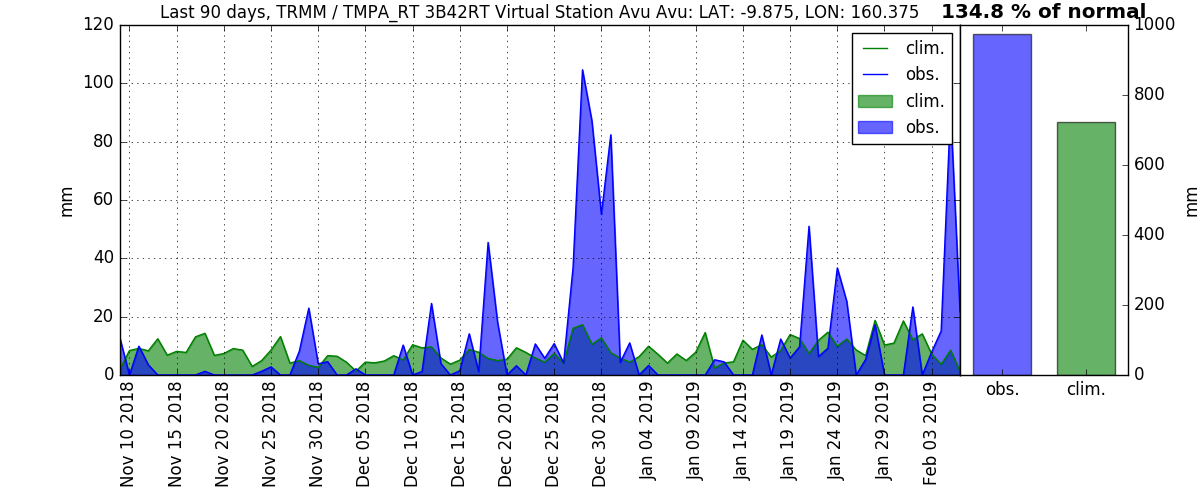 Last 90 days, TRMM / TMPA_RT 3B42RT Virtual Station Avu Avu: LAT: -9.875, LON: 160.375
134.8 % of normal
120
100
80
60
40
20
0
mm
clim.
obs.
clim.
obs.
Nov 10 2018
Nov 15 2018
Nov 20 2018
Nov 25 2018
Nov 30 2018
Dec 05 2018
Dec 10 2018
Dec 15 2018
Dec 20 2018
Dec 25 2018
Dec 30 2018
Jan 04 2019
Jan 09 2019
Jan 14 2019
Jan 19 2019
Jan 24 2019
Jan 29 2019
Feb 03 2019
1000
800
600
400
200
0
mm
obs.
clim.